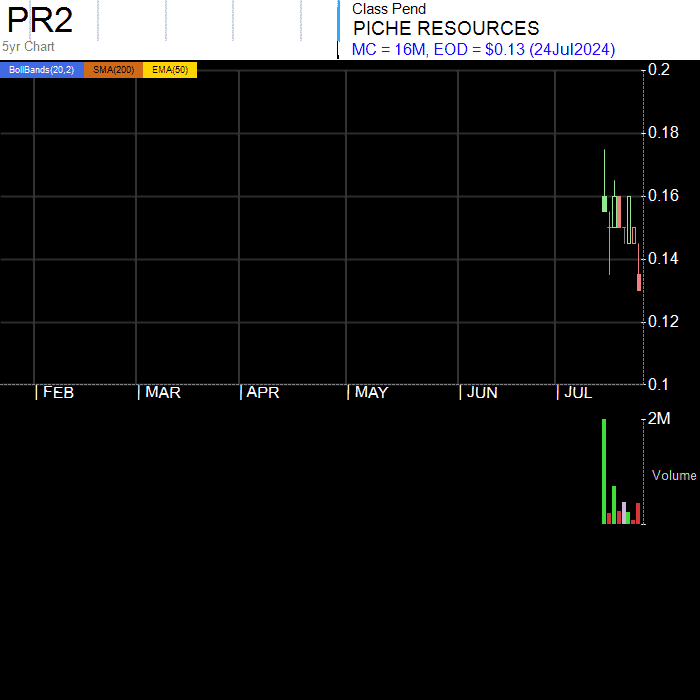 PR2
5yr Chart
Class Pend
PICHE RESOURCES
MC = 16M, EOD = $0.13 (24Jul2024)
BollBands(20,2) SMA(200) EMA(50)
0.2
0.18
0.16
0.14
0.12
0.1
FEB MAR APR MAY JUN JUL
2M
Volume